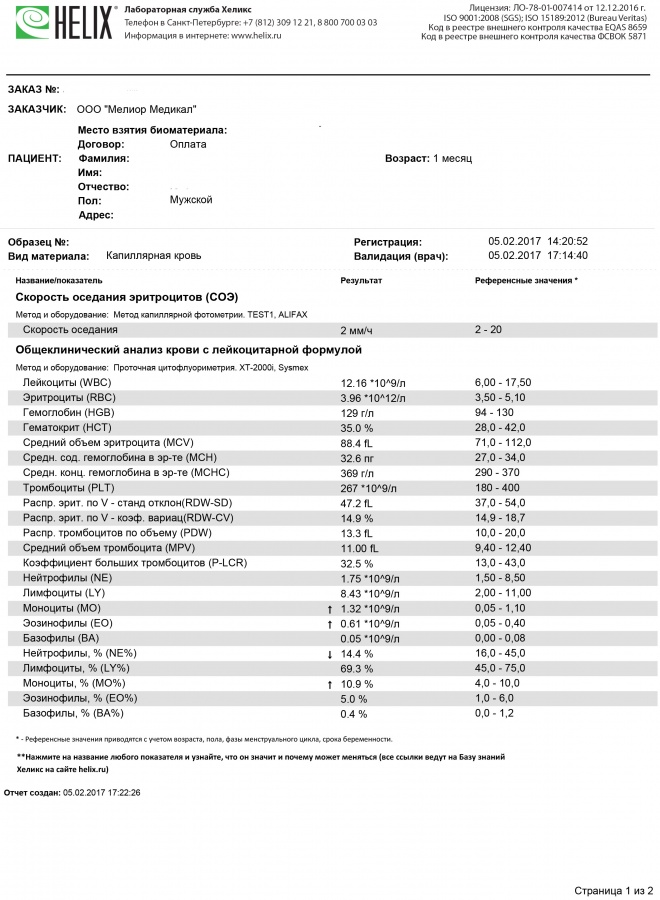 HELIX®
Лабораторная служба Хеликс
Телефон в Санкт-Петербурге: +7 (812) 309 12 21, 8 800 700 03 03
Информация в интернете: www.helix.ru
Лицензия: ЛО-78-01-007414 от 12.12.2016 г.
ISO 9001:2008 (SGS); ISO 15189:2012 (Bureau Veritas)
Код в реестре внешнего контроля качества EQAS 8659
Код в реестре внешнего контроля качества ФСВОК 5871
ЗАКАЗ №:
ЗАКАЗЧИК: ООО "Мелиор Медикал"
Место взятия биоматериала:
Договор: Оплата
ПАЦИЕНТ: Фамилия: Возраст: 1 месяц
Имя:
Отчество:
Пол: Мужской
Адрес:
Образец №: Регистрация: 05.02.2017 14:20:52
Вид материала: Капиллярная кровь Валидация (врач): 05.02.2017 17:14:40
Название/показатель Результат Референсные значения *
Скорость оседания эритроцитов (СОЭ)
Метод и оборудование: Метод капиллярной фотометрии. TEST1, ALIFAX
Скорость оседания 2 мм/ч 2 - 20
Общеклинический анализ крови с лейкоцитарной формулой
Метод и оборудование: Проточная цитофлуориметрия. XT-2000i, Sysmex
Лейкоциты (WBC) 12.16 *10^9/л 6,00 - 17,50
Эритроциты (RBC) 3.96 *10^12/л 3,50 - 5,10
Гемоглобин (HGB) 129 г/л 94 - 130
Гематокрит (HCT) 35.0 % 28,0 - 42,0
Средний объем эритроцита (MCV) 88.4 fL 71,0 - 112,0
Средн. сод. гемоглобина в эр-те (MCH) 32.6 пг 27,0 - 34,0
Средн. конц. гемоглобина в эр-те (MCHC) 369 г/л 290 - 370
Тромбоциты (PLT) 267 *10^9/л 180 - 400
Распр. эрит. по V - станд отклон(RDW-SD) 47.2 fL 37,0 - 54,0
Распр. эрит. по V - коэф. вариац(RDW-CV) 14.9 % 14,9 - 18,7
Распр. тромбоцитов по объему (PDW) 13.3 fL 10,0 - 20,0
Средний объем тромбоцита (MPV) 11.00 fL 9,40 - 12,40
Коэффициент больших тромбоцитов (P-LCR) 32.5 % 13,0 - 43,0
Нейтрофилы (NE) 1.75 *10^9/л 1,50 - 8,50
Лимфоциты (LY) 8.43 *10^9/л 2,00 - 11,00
Моноциты (MO) ↑ 1.32 *10^9/л 0,05 - 1,10
Эозинофилы (EO) ↑ 0.61 *10^9/л 0,05 - 0,40
Базофилы (BA) 0.05 *10^9/л 0,00 - 0,08
Нейтрофилы, % (NE%) ↓ 14.4 % 16,0 - 45,0
Лимфоциты, % (LY%) 69.3 % 45,0 - 75,0
Моноциты, % (MO%) ↑ 10.9 % 4,0 - 10,0
Эозинофилы, % (EO%) 5.0 % 1,0 - 6,0
Базофилы, % (BA%) 0.4 % 0,0 - 1,2
* - Референсные значения приводятся с учетом возраста, пола, фазы менструального цикла, срока беременности.
**Нажмите на название любого показателя и узнайте, что он значит и почему может меняться (все ссылки ведут на Базу знаний
Хеликс на сайте helix.ru)
Отчет создан: 05.02.2017 17:22:26
Страница 1 из 2